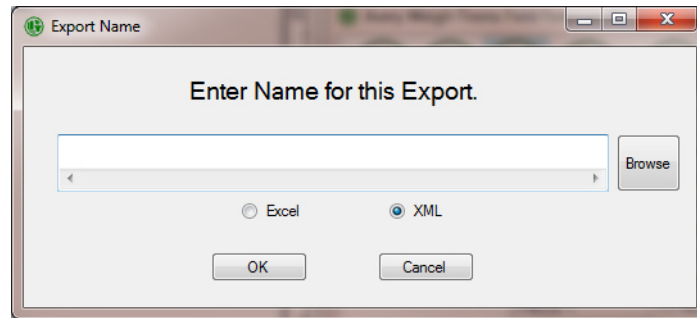 Export Name
Enter Name for this Export.
Browse
Excel
XML
OK
Cancel